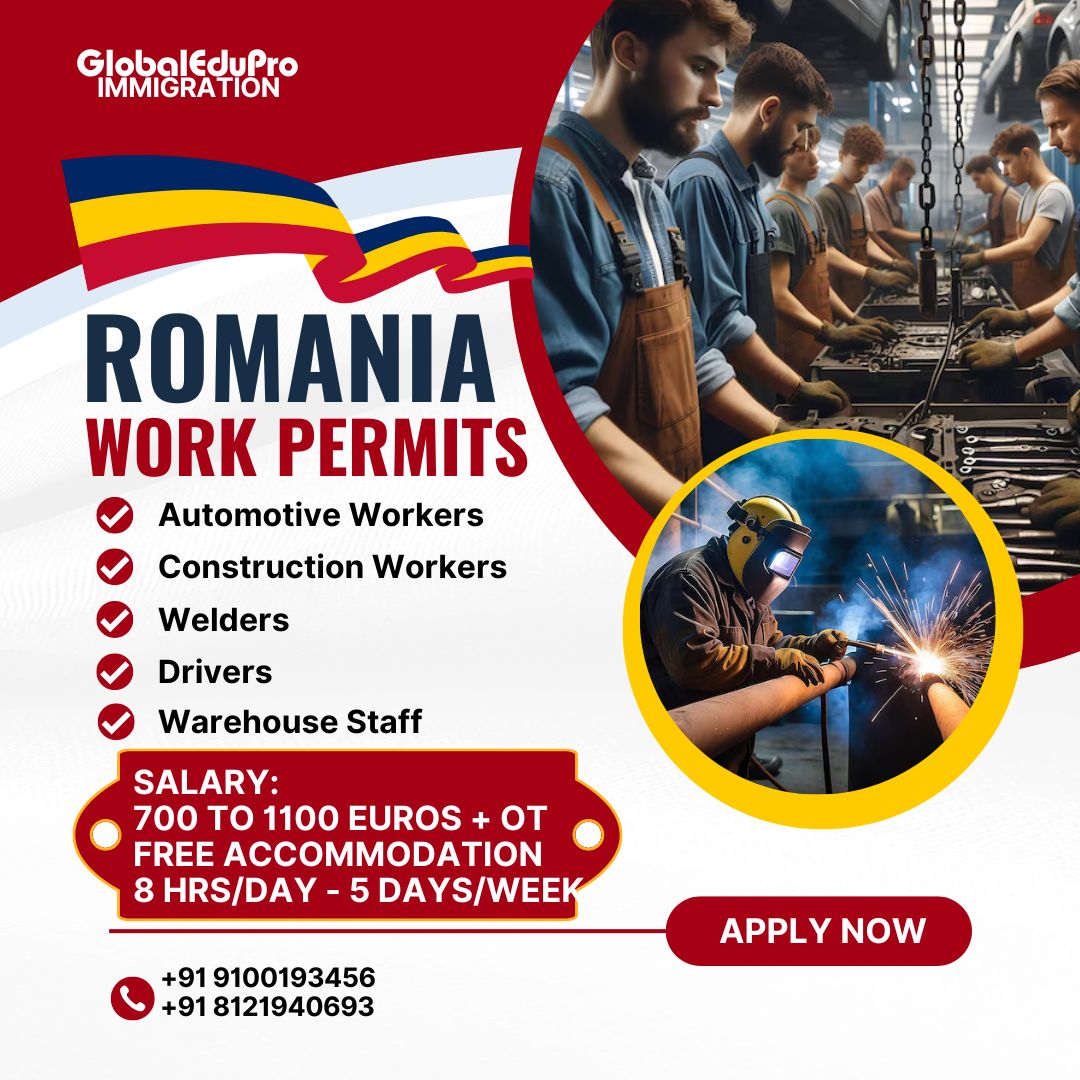 GlobalEduPro
IMMIGRATION
ROMANIA
WORK PERMITS
Automotive Workers
Construction Workers
Welders
Drivers
Warehouse Staff
SALARY:
700 TO 1100 EUROS + OT
FREE ACCOMMODATION
8 HRS/DAY - 5 DAYS/WEEK
APPLY NOW
+91 9100193456
+91 8121940693